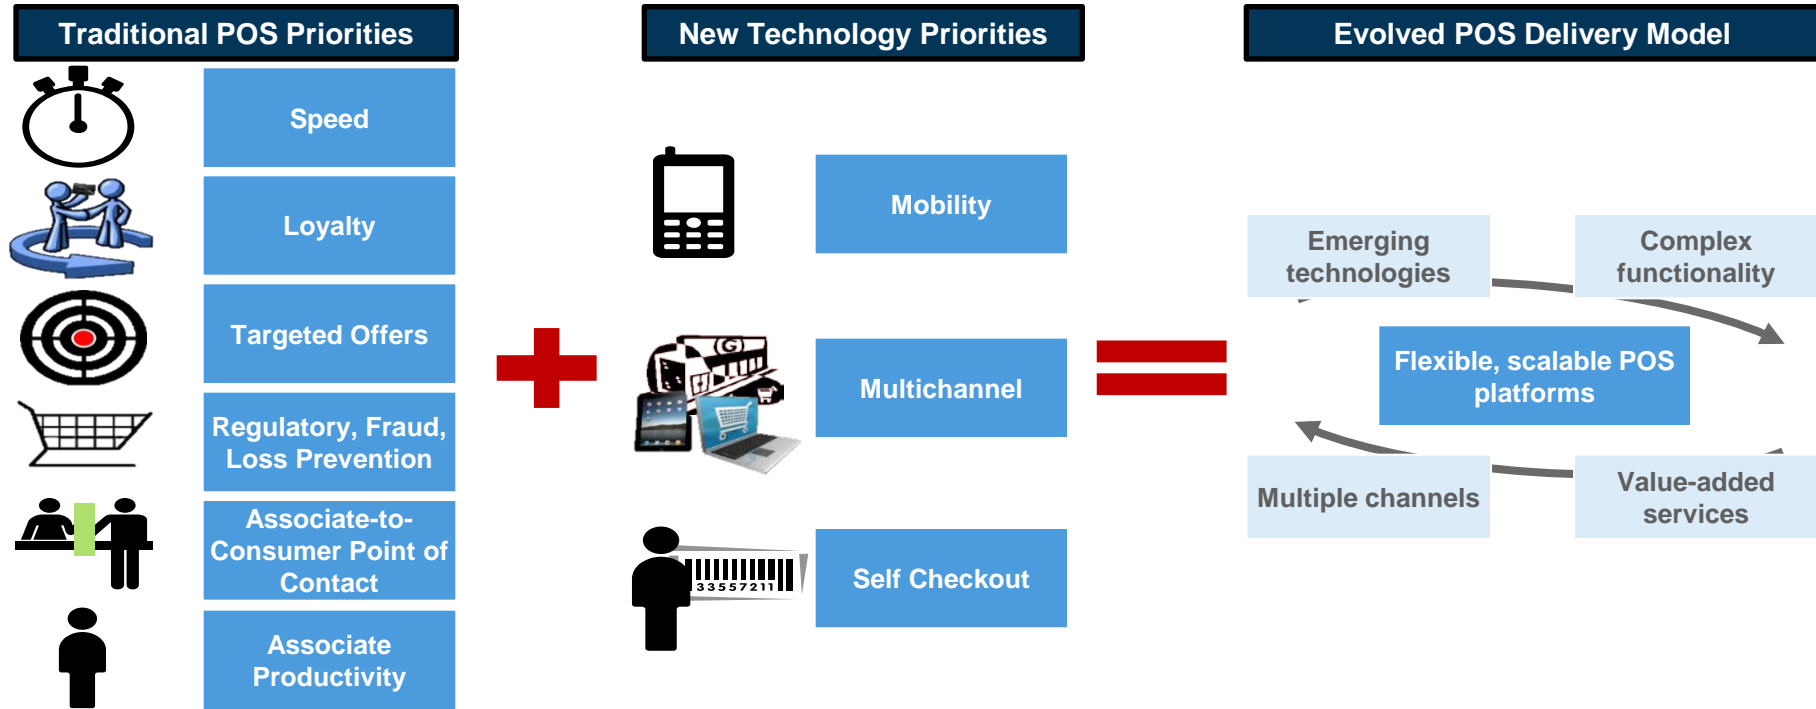 Traditional POS Priorities
Speed
Loyalty
Targeted Offers
Regulatory, Fraud,
Loss Prevention
Associate-to-
Consumer Point of
Contact
Associate
Productivity
New Technology Priorities
Mobility
G
Multichannel
33557211
Self Checkout
Evolved POS Delivery Model
Emerging
technologies
Complex
functionality
Flexible, scalable POS
platforms
Multiple channels
Value-added
services